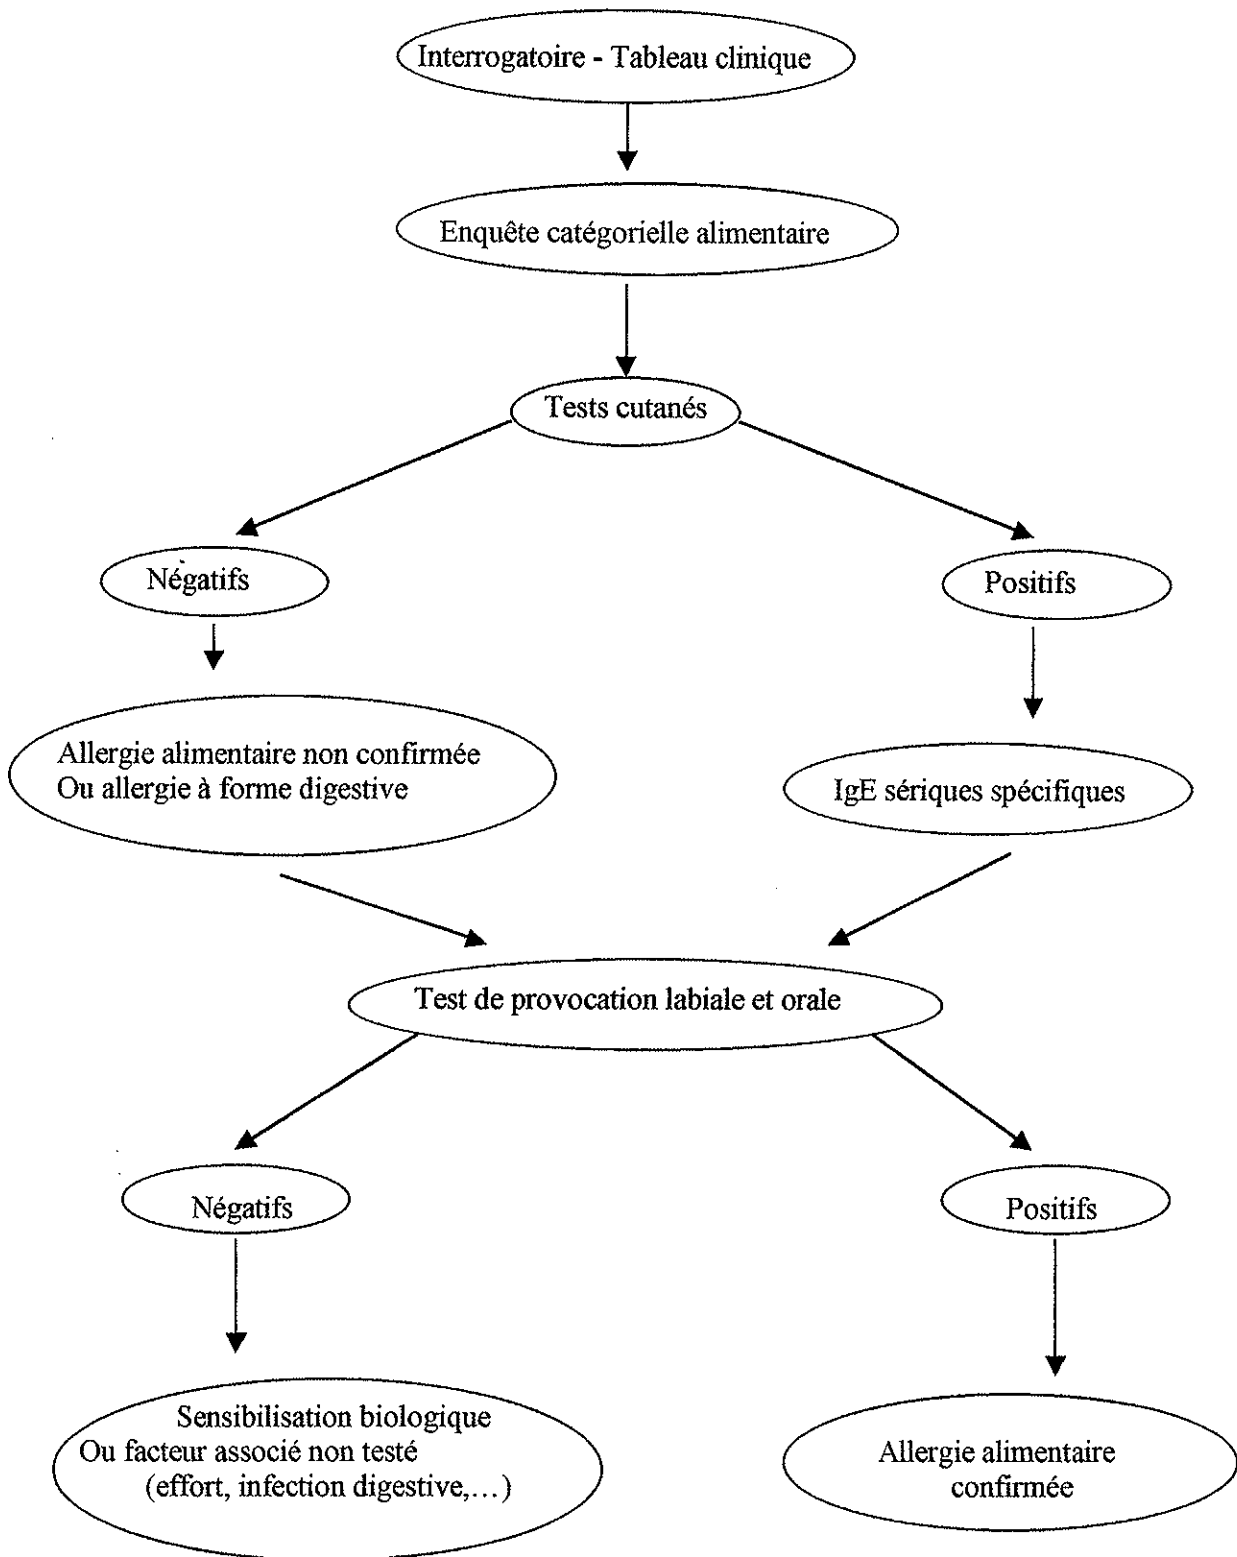 Interrogatoire - Tableau clinique
Enquête catégorielle alimentaire
Tests cutanés
Négatifs
Positifs
Allergie alimentaire non confirmée
Ou allergie à forme digestive
IgE sériques spécifiques
Test de provocation labiale et orale
Négatifs
Positifs
Sensibilisation biologique
Ou facteur associé non testé
(effort, infection digestive,…)
Allergie alimentaire
confirmée